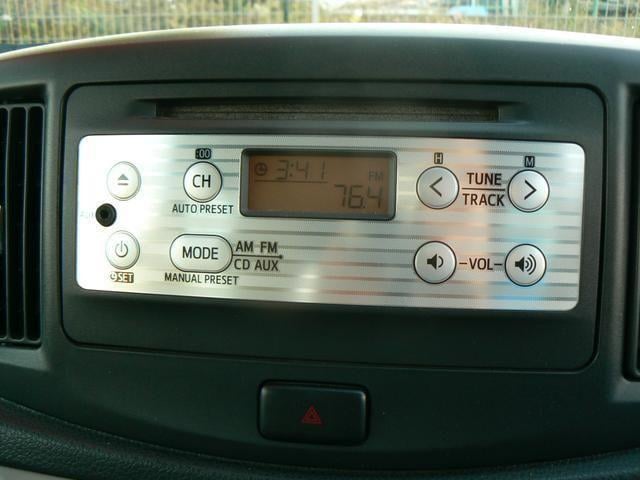 :00
CH
AUTO PRESET
3:41
FM
76.4
H
M
TUNE
TRACK
AUX
SET
MODE
AM FM
CD AUX
MANUAL PRESET
VOL